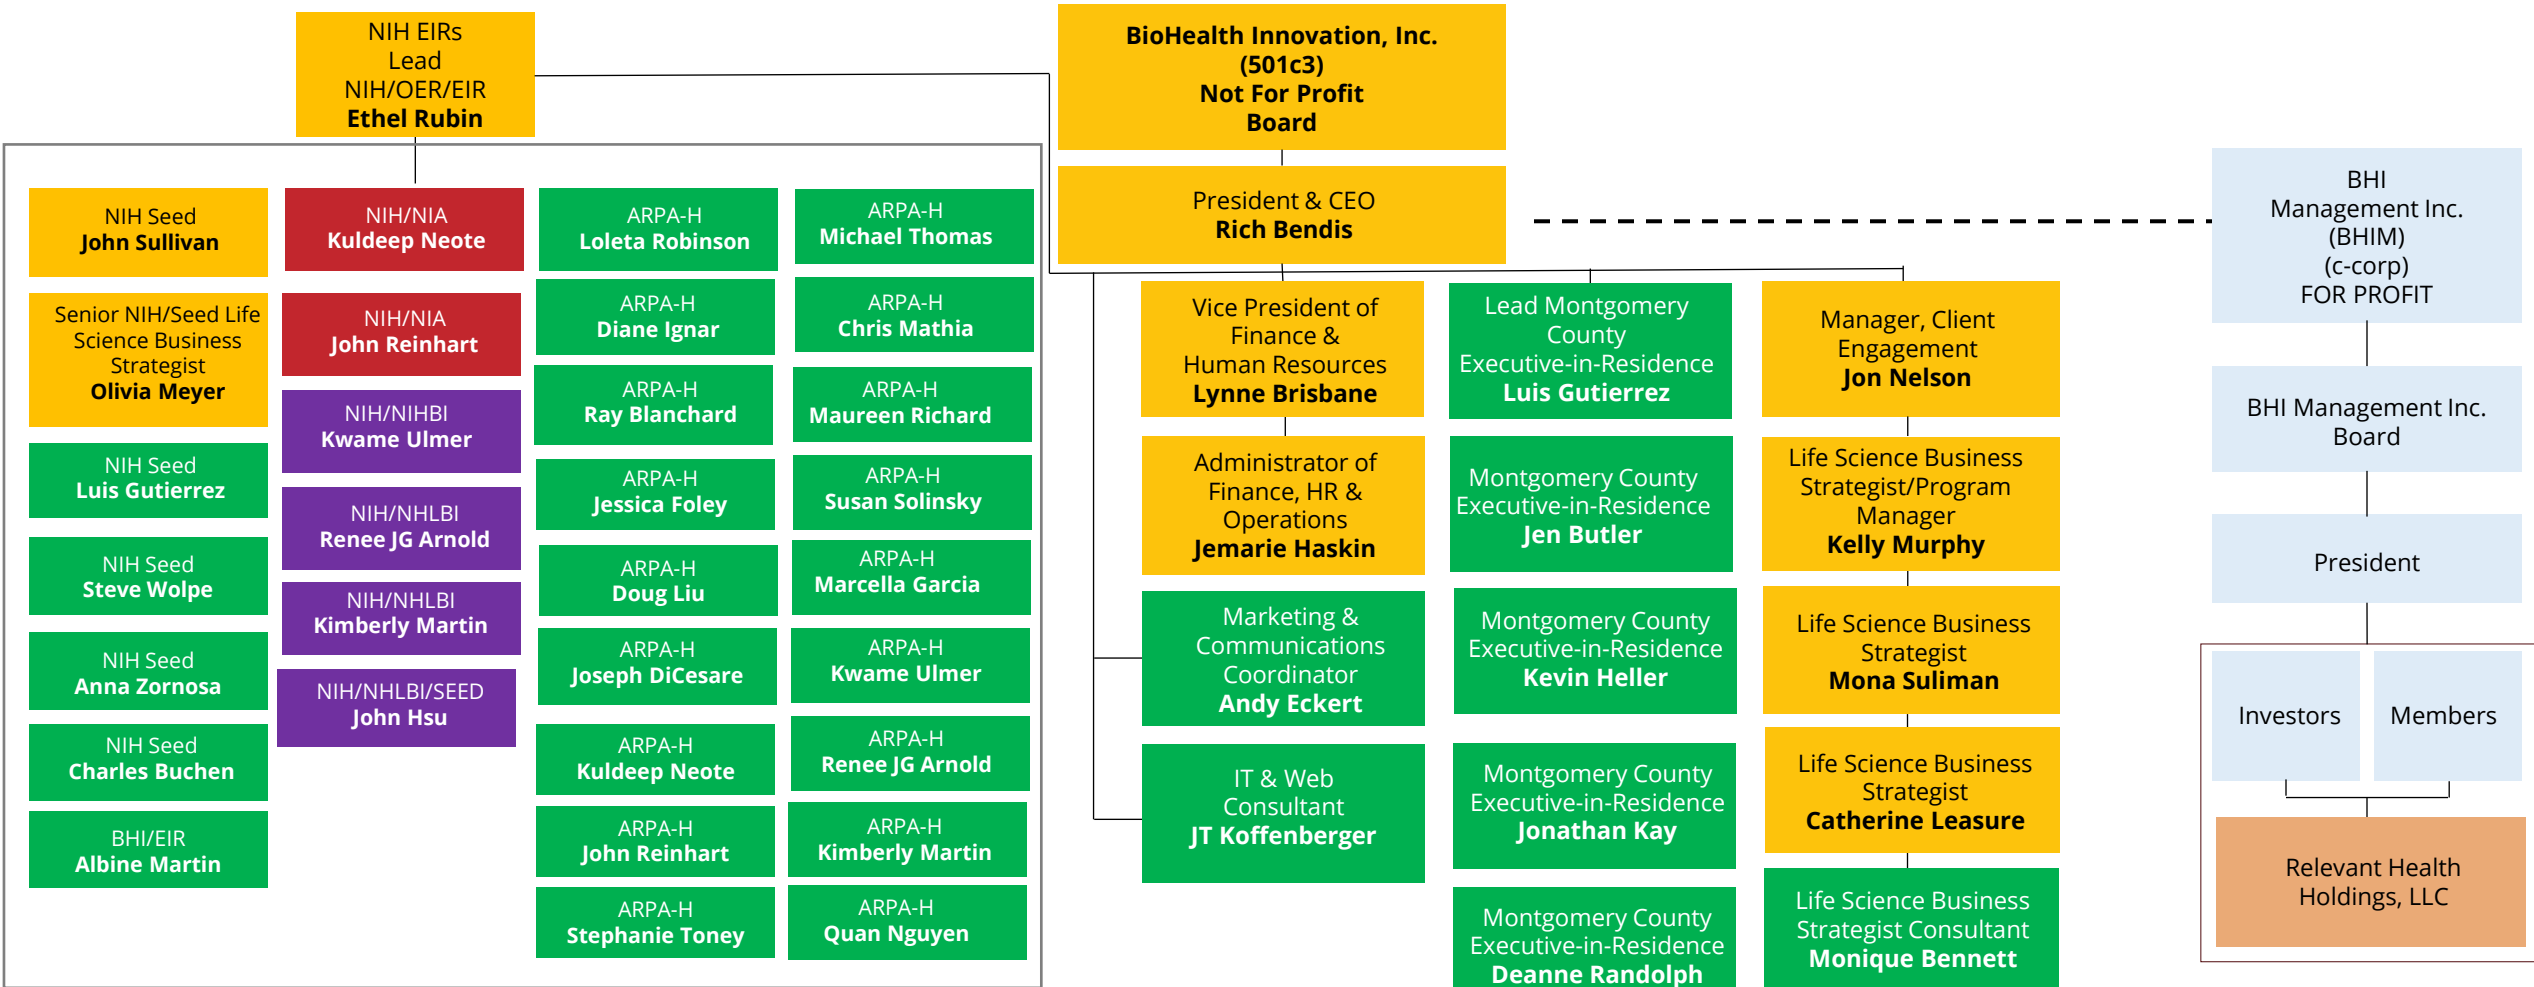 NIH EIRs
Lead
NIH/OER/EIR
Ethel Rubin
BioHealth Innovation, Inc.
(501c3)
Not For Profit
Board
President & CEO
Rich Bendis
NIH Seed
John Sullivan
Senior NIH/Seed Life
Science Business
Strategist
Olivia Meyer
NIH Seed
Luis Gutierrez
NIH Seed
Steve Wolpe
NIH Seed
Anna Zornosa
NIH Seed
Charles Buchen
BHI/EIR
Albine Martin
NIH/NIA
Kuldeep Neote
NIH/NIA
John Reinhart
NIH/NIHBI
Kwame Ulmer
NIH/NHLBI
Renee JG Arnold
NIH/NHLBI
Kimberly Martin
NIH/NHLBI/SEED
John Hsu
ARPA-H
Loleta Robinson
ARPA-H
Diane Ignar
ARPA-H
Ray Blanchard
ARPA-H
Jessica Foley
ARPA-H
Doug Liu
ARPA-H
Joseph DiCesare
ARPA-H
Kuldeep Neote
ARPA-H
John Reinhart
ARPA-H
Stephanie Toney
ARPA-H
Michael Thomas
ARPA-H
Chris Mathia
ARPA-H
Maureen Richard
ARPA-H
Susan Solinsky
ARPA-H
Marcella Garcia
ARPA-H
Kwame Ulmer
ARPA-H
Renee JG Arnold
ARPA-H
Kimberly Martin
ARPA-H
Quan Nguyen
Vice President of
Finance &
Human Resources
Lynne Brisbane
Administrator of
Finance, HR &
Operations
Jemarie Haskin
Marketing &
Communications
Coordinator
Andy Eckert
IT & Web
Consultant
JT Koffenberger
Lead Montgomery
County
Executive-in-Residence
Luis Gutierrez
Montgomery County
Executive-in-Residence
Jen Butler
Montgomery County
Executive-in-Residence
Kevin Heller
Montgomery County
Executive-in-Residence
Jonathan Kay
Montgomery County
Executive-in-Residence
Deanne Randolph
Manager, Client
Engagement
Jon Nelson
Life Science Business
Strategist/Program
Manager
Kelly Murphy
Life Science Business
Strategist
Mona Suliman
Life Science Business
Strategist
Catherine Leasure
Life Science Business
Strategist Consultant
Monique Bennett
BHI
Management Inc.
(BHIM)
(c-corp)
FOR PROFIT
BHI Management Inc.
Board
President
Investors
Members
Relevant Health
Holdings, LLC